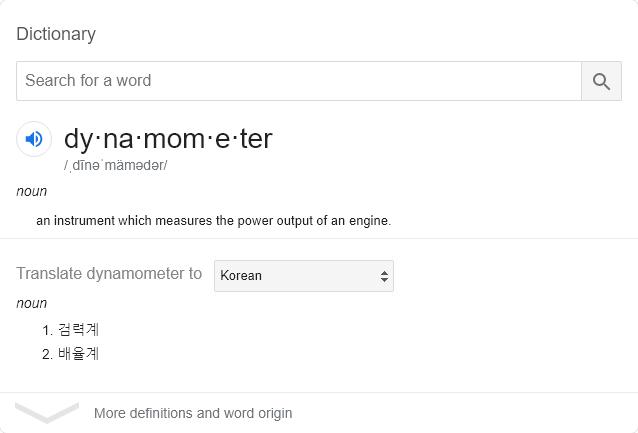 Dictionary
Search for a word
dy·na·mom·e·ter
/ˌdīnəˈmämədər/
noun
an instrument which measures the power output of an engine.
Translate dynamometer to Korean
noun
1. 검력계
2. 배율계
More definitions and word origin